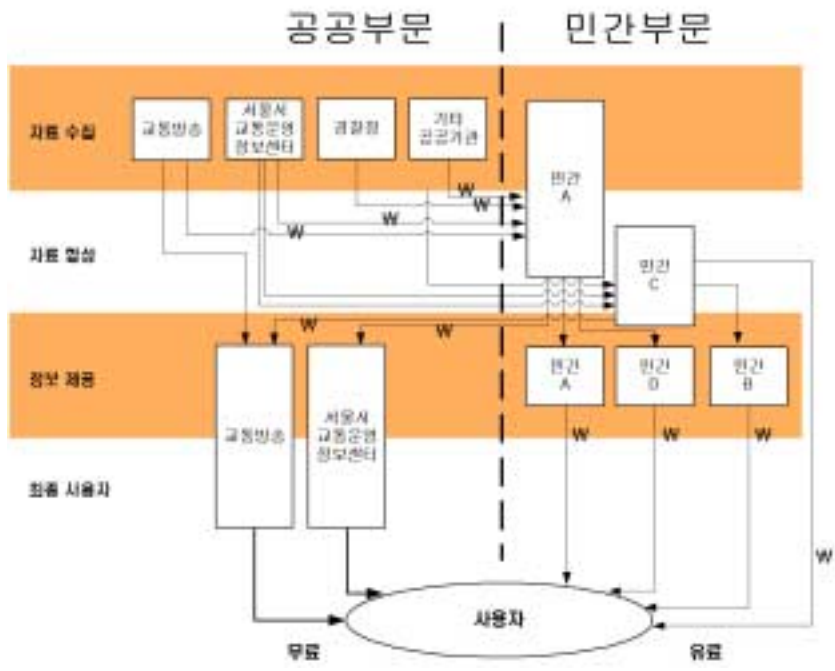 공공부문
민간부문
자료 수집
교통방송
서울시
교통운영
정보센터
경찰청
기타
공공기관
민간
A
₩
₩
₩
₩
자료 합성
민간
C
₩
₩
정보 제공
교통방송
서울시
교통운영
정보센터
민간
A
민간
D
민간
B
₩
₩
₩
최종 사용자
₩
사용자
무료
유료